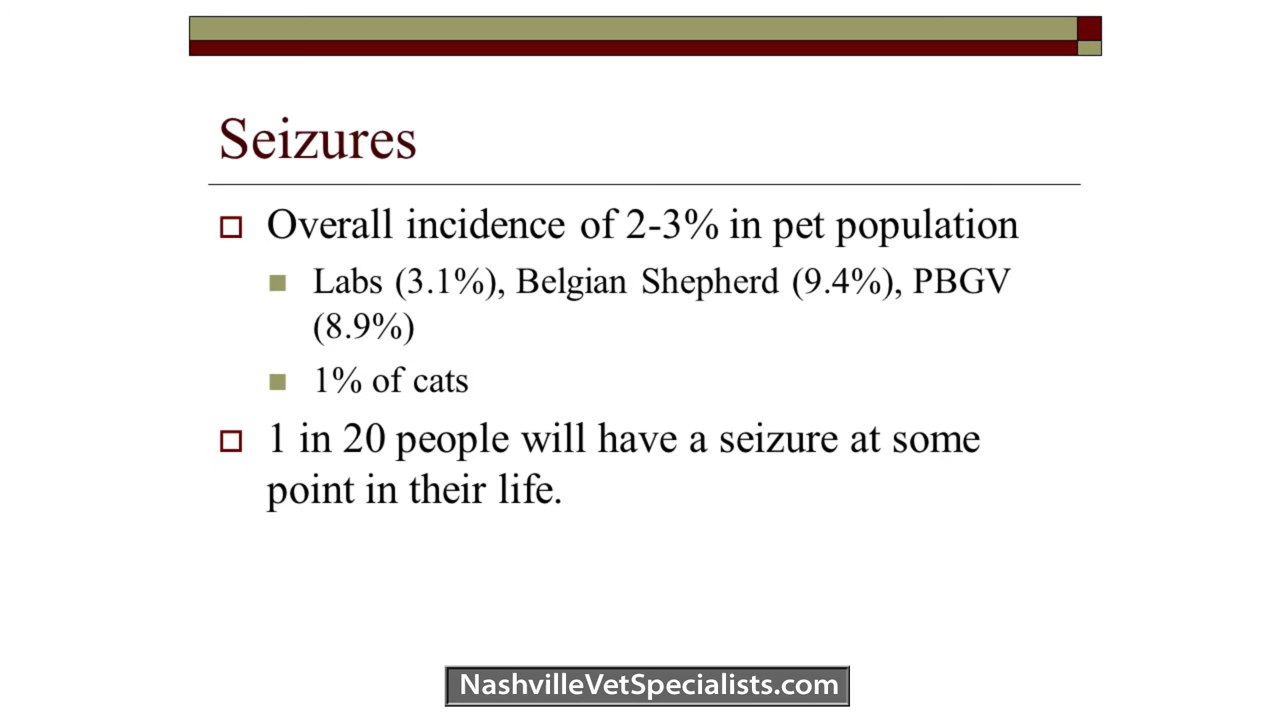 Seizures
Overall incidence of 2-3% in pet population
Labs (3.1%), Belgian Shepherd (9.4%), PBGV
(8.9%)
1% of cats
1 in 20 people will have a seizure at some
point in their life.
NashvilleVetSpecialists.com